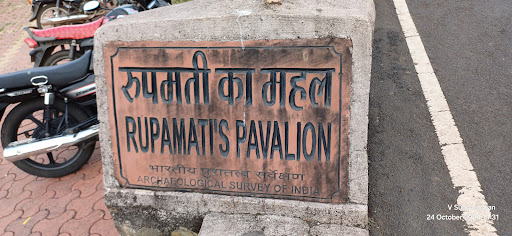 रुपमती का महल
RUPAMATI'S PAVALION
भारतीय पुरातत्व सर्वेक्षण
ARCHAEOLOGICAL SURVEY OF INDIA
24 October